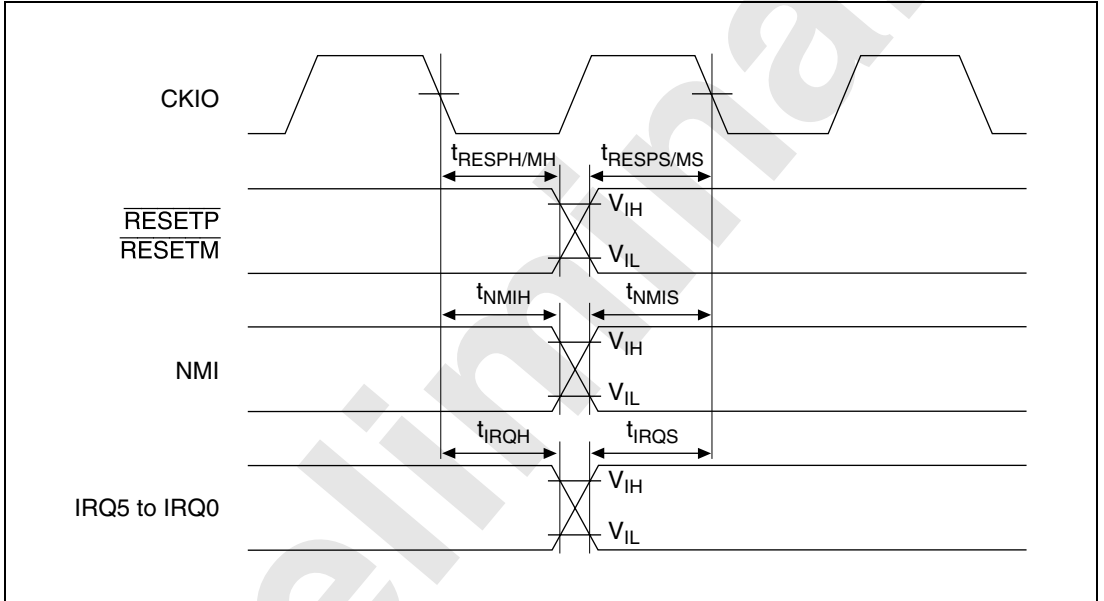 CKIO
tRESPH/MH tRESPS/MS
RESETP
RESETM
VIH
VIL
tNMIH tNMIS
NMI
VIH
VIL
tIRQH tIRQS
IRQ5 to IRQ0
VIH
VIL
elimina